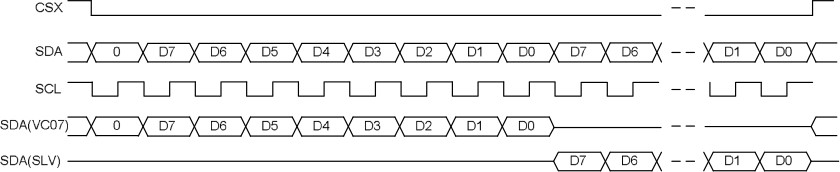 CSX
SDA 0 D7 D6 D5 D4 D3 D2 D1 D0 D7 D6 D1 D0
SCL
SDA(VC07) 0 D7 D6 D5 D4 D3 D2 D1 D0
SDA(SLV) D7 D6 D1 D0